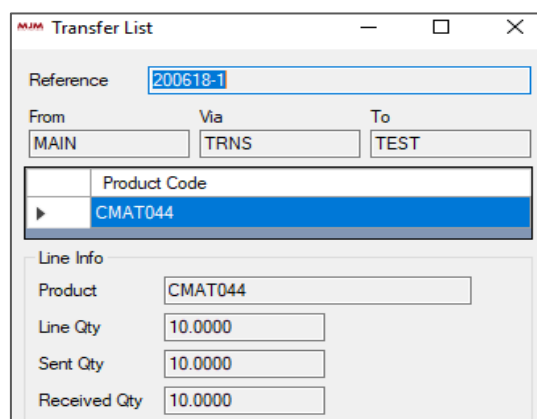 MJM Transfer List
Reference 200618-1
From Via To
MAIN TRNS TEST
Product Code
CMAT044
Line Info
Product CMAT044
Line Qty 10.0000
Sent Qty 10.0000
Received Qty 10.0000